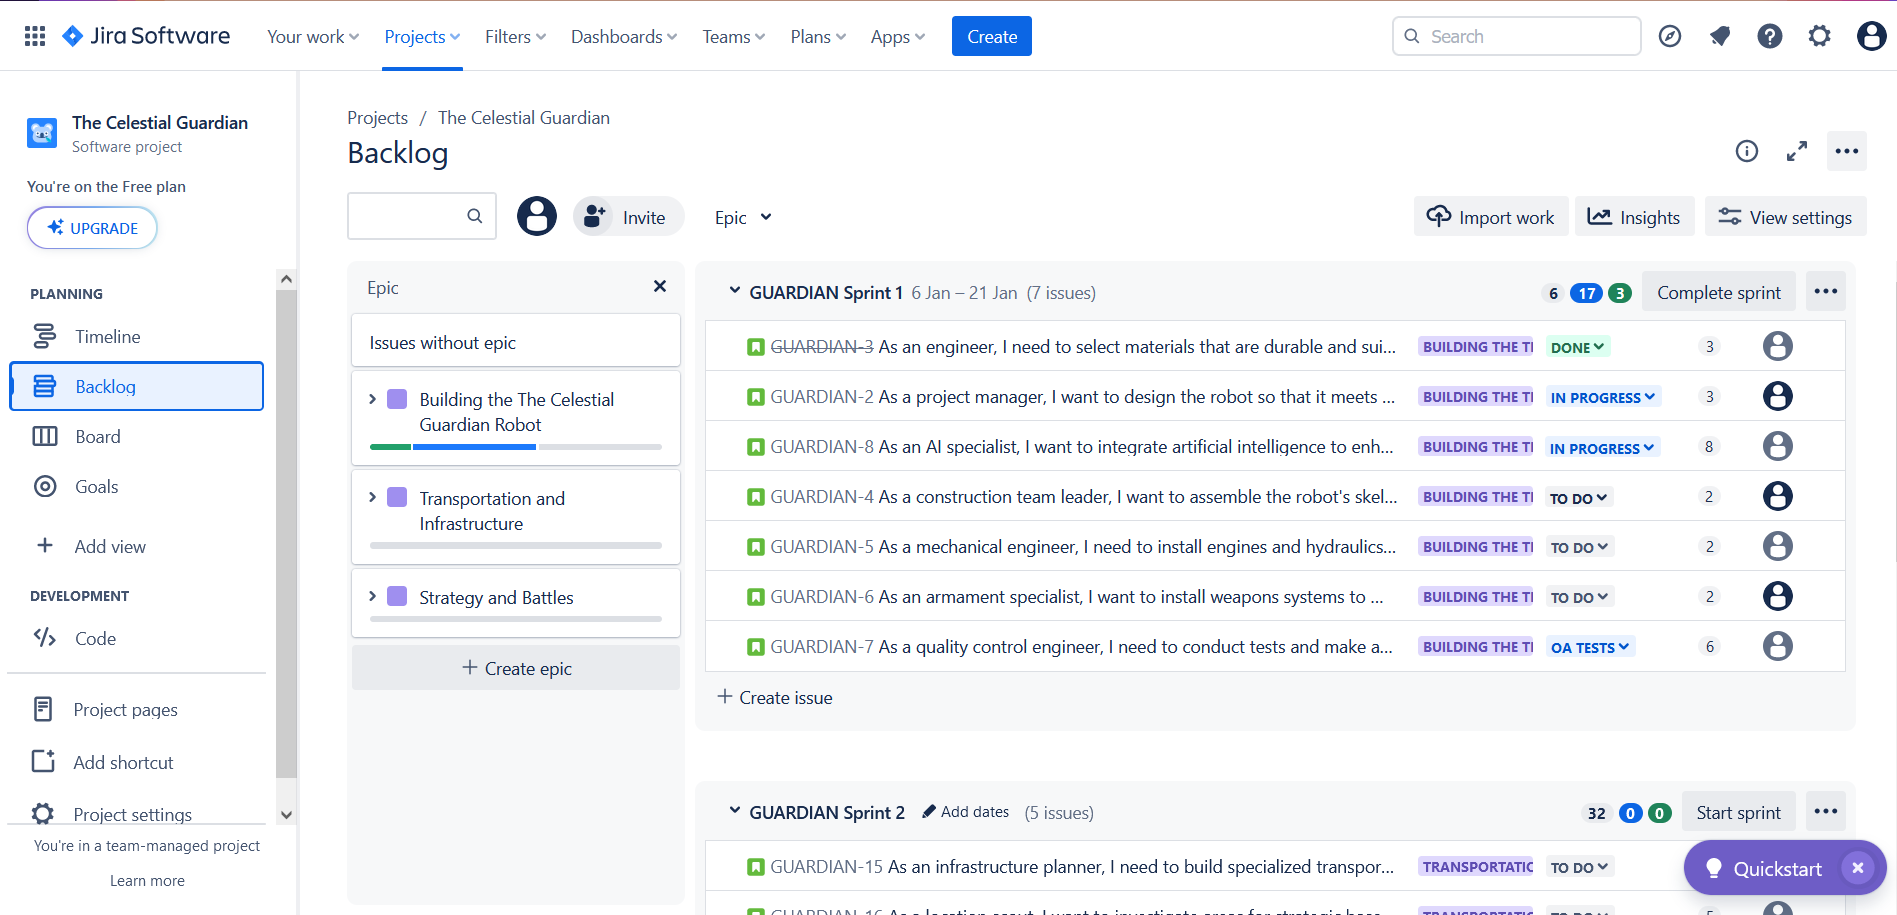 Jira Software Your work Projects Filters Dashboards Teams Plans Apps Create Search
The Celestial Guardian
Software project
You're on the Free plan
UPGRADE
PLANNING
Timeline
Backlog
Board
Goals
Add view
DEVELOPMENT
Code
Project pages
Add shortcut
Project settings
You're in a team-managed project
Learn more
Projects / The Celestial Guardian
Backlog
Invite Epic Import work Insights View settings
Epic
Issues without epic
Building the The Celestial
Guardian Robot
Transportation and
Infrastructure
Strategy and Battles
+ Create epic
GUARDIAN Sprint 1 6 Jan – 21 Jan (7 issues) 6 17 3 Complete sprint
GUARDIAN-3 As an engineer, I need to select materials that are durable and sui... BUILDING THE DONE 3
GUARDIAN-2 As a project manager, I want to design the robot so that it meets ... BUILDING THE IN PROGRESS 3
GUARDIAN-8 As an AI specialist, I want to integrate artificial intelligence to enh... BUILDING THE IN PROGRESS 8
GUARDIAN-4 As a construction team leader, I want to assemble the robot's skel... BUILDING THE TO DO 2
GUARDIAN-5 As a mechanical engineer, I need to install engines and hydraulics... BUILDING THE TO DO 2
GUARDIAN-6 As an armament specialist, I want to install weapons systems to ... BUILDING THE TO DO 2
GUARDIAN-7 As a quality control engineer, I need to conduct tests and make a... BUILDING THE QA TESTS 6
+ Create issue
GUARDIAN Sprint 2 Add dates (5 issues) 32 0 0 Start sprint
GUARDIAN-15 As an infrastructure planner, I need to build specialized transpor... TRANSPORTATIC TO DO
Quickstart